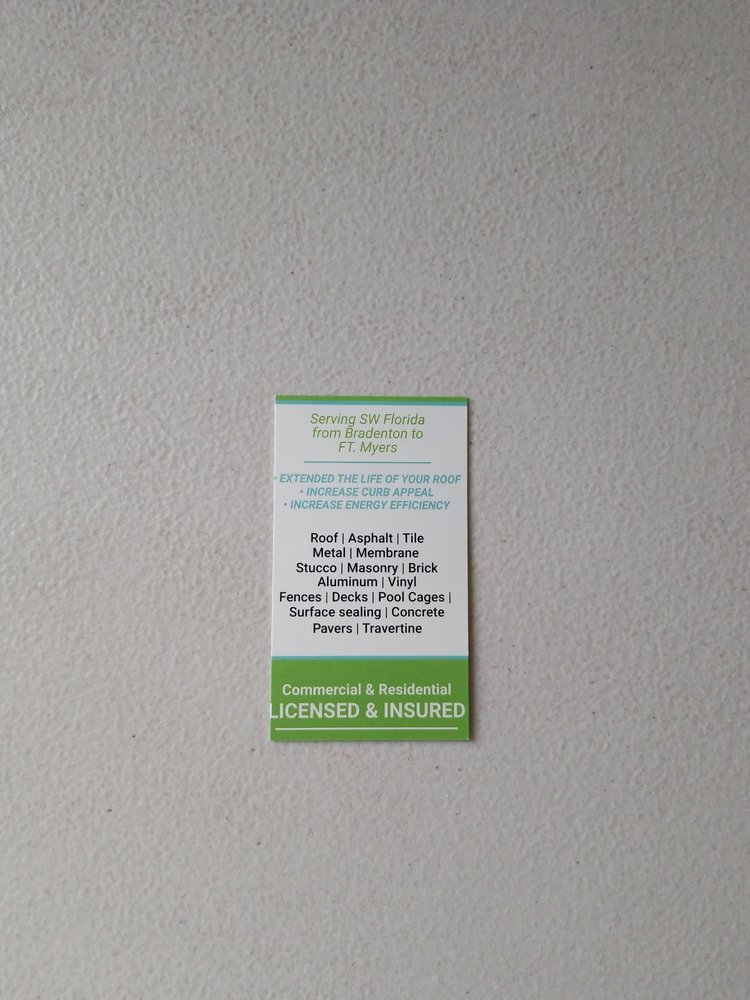 Serving SW Florida
from Bradenton to
FT. Myers
• EXTENDED THE LIFE OF YOUR ROOF
• INCREASE CURB APPEAL
• INCREASE ENERGY EFFICIENCY
Roof | Asphalt | Tile
Metal | Membrane
Stucco | Masonry | Brick
Aluminum | Vinyl
Fences | Decks | Pool Cages |
Surface sealing | Concrete
Pavers | Travertine
Commercial & Residential
LICENSED & INSURED